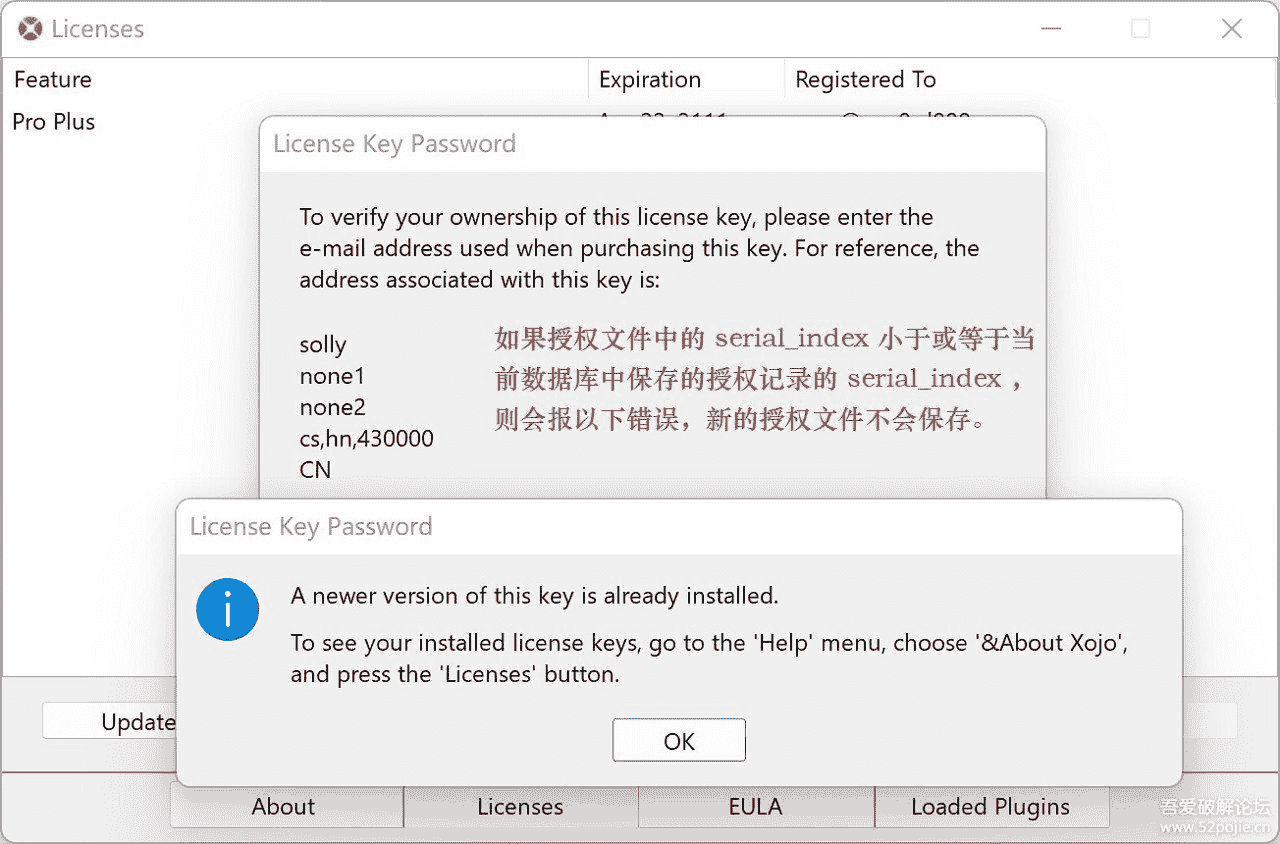 Licenses
Feature Expiration Registered To
Pro Plus
License Key Password
To verify your ownership of this license key, please enter the
e-mail address used when purchasing this key. For reference, the
address associated with this key is:
solly
none1
none2
cs,hn,430000
CN
如果授权文件中的 serial_index 小于或等于当
前数据库中保存的授权记录的 serial_index ,
则会报以下错误，新的授权文件不会保存。
License Key Password
A newer version of this key is already installed.
To see your installed license keys, go to the 'Help' menu, choose '&About Xojo',
and press the 'Licenses' button.
OK
Update
About Licenses EULA Loaded Plugins
吾爱破解论坛
www.52pojie.cn